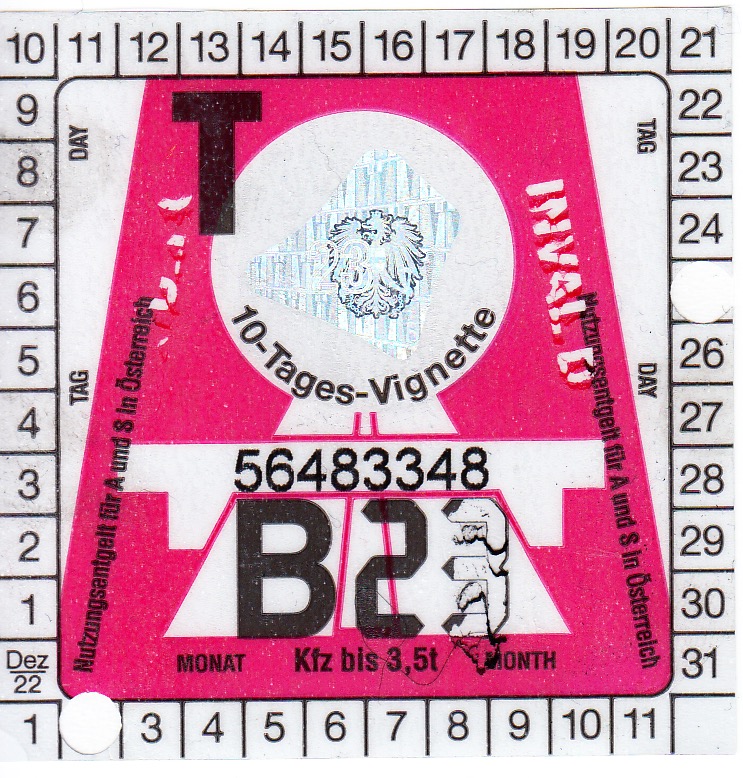 10 11 12 13 14 15 16 17 18 19 20 21
9 22
8 23
7 24
6
5 26
4 27
3 28
2 29
1 30
Dez
22 31
1 3 4 5 6 7 8 9 10 11
DAY
TAG
T
INVALID
10-Tages-Vignette
TAG
DAY
Nutzungsentgelt für A und S in Österreich
Nutzungsentgelt für A und S in Österreich
56483348
B23
MONAT Kfz bis 3,5t MONTH